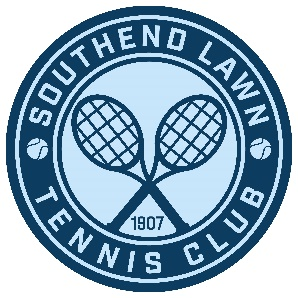 SOUTHEND LAWN
TENNIS CLUB
1907